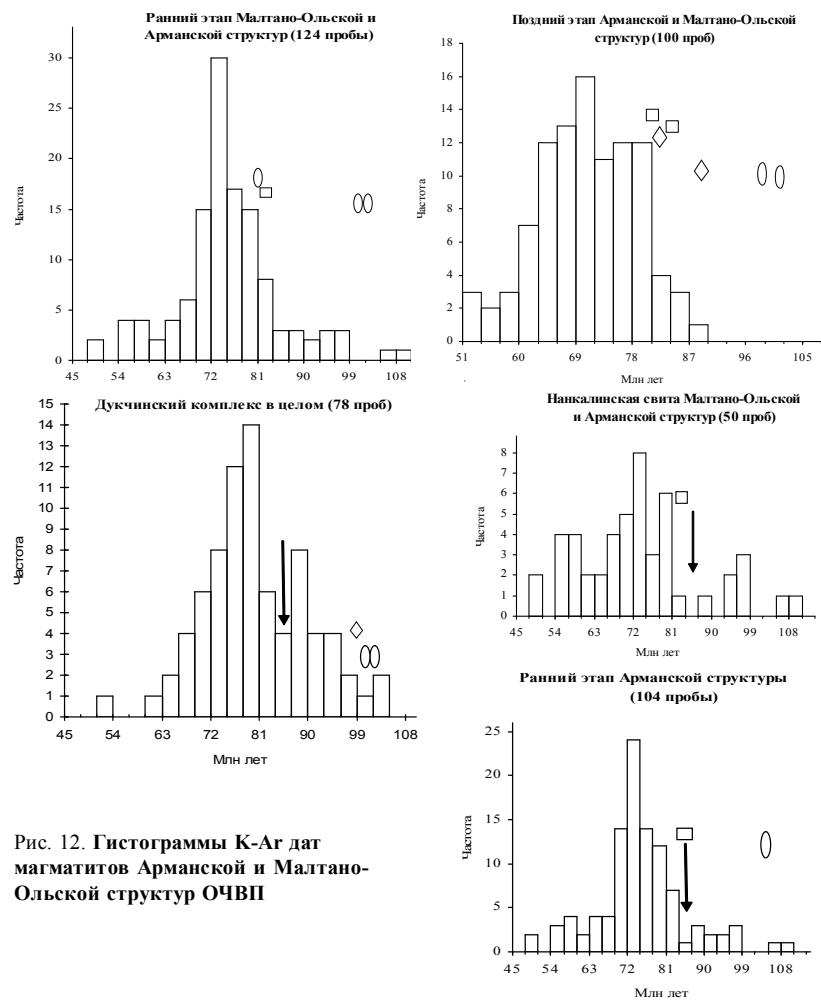 Ранний этап Малтано-Ольской и
Арманской структур (124 пробы)
30
25
20
15
10
5
0
Частота
45 54 63 72 81 90 99 108
Поздний этап Арманской и Малтано-Ольской
структур (100 проб)
18
16
14
12
10
8
6
4
2
0
Частота
51 60 69 78 87 96 105
Млн лет
Дукчинский комплекс в целом (78 проб)
15
14
13
12
11
10
9
8
7
6
5
4
3
2
1
0
Частота
45 54 63 72 81 90 99 108
Млн лет
Нанкалинская свита Малтано-Ольской
и Арманской структур (50 проб)
8
7
6
5
4
3
2
1
0
Частота
45 54 63 72 81 90 99 108
Млн лет
Ранний этап Арманской структуры
(104 пробы)
25
20
15
10
5
0
Частота
45 54 63 72 81 90 99 108
Млн лет
Рис. 12. Гистограммы K-Ar дат
магматитов Арманской и Малтано-
Ольской структур ОЧВП